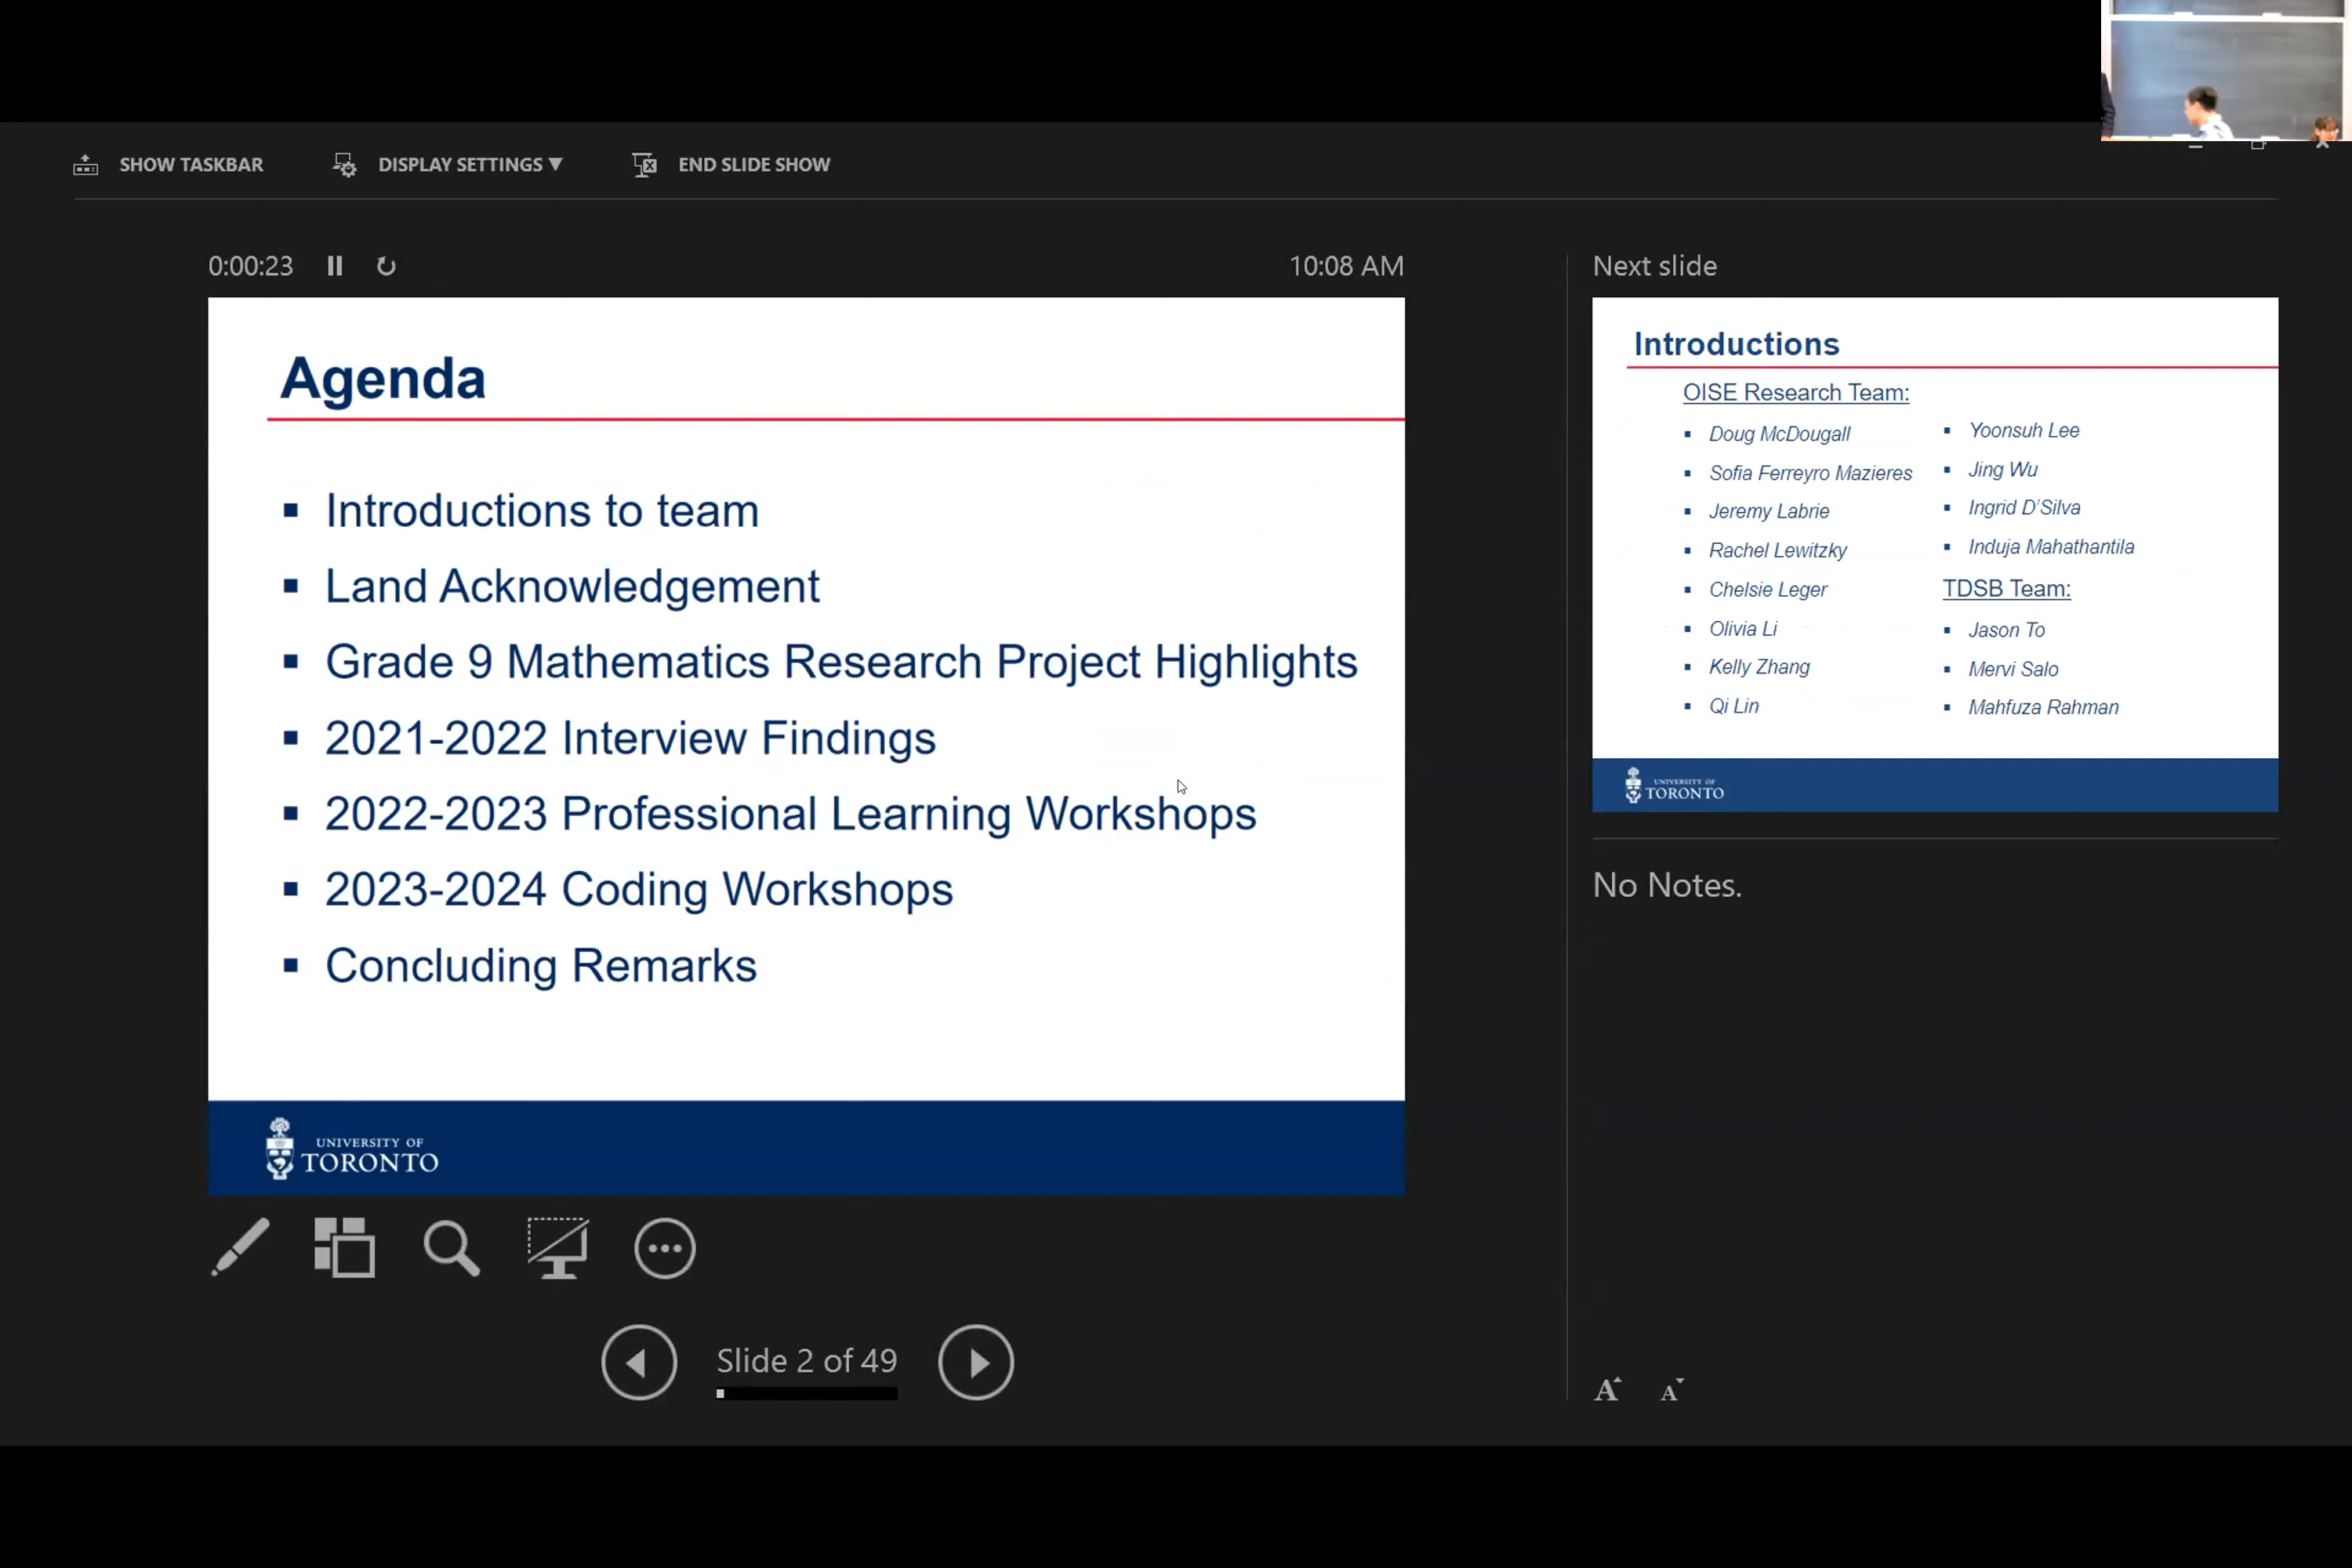 SHOW TASKBAR
DISPLAY SETTINGS ▼
END SLIDE SHOW
0:00:23
10:08 AM
Agenda
▪ Introductions to team
▪ Land Acknowledgement
▪ Grade 9 Mathematics Research Project Highlights
▪ 2021-2022 Interview Findings
▪ 2022-2023 Professional Learning Workshops
▪ 2023-2024 Coding Workshops
▪ Concluding Remarks
UNIVERSITY OF
TORONTO
Slide 2 of 49
Next slide
Introductions
OISE Research Team:
▪ Doug McDougall
▪ Sofia Ferreyro Mazieres
▪ Jeremy Labrie
▪ Rachel Lewitzky
▪ Chelsie Leger
▪ Olivia Li
▪ Kelly Zhang
▪ Qi Lin
▪ Yoonsuh Lee
▪ Jing Wu
▪ Ingrid D'Silva
▪ Induja Mahathantila
TDSB Team:
▪ Jason To
▪ Mervi Salo
▪ Mahfuza Rahman
UNIVERSITY OF
TORONTO
No Notes.
A A